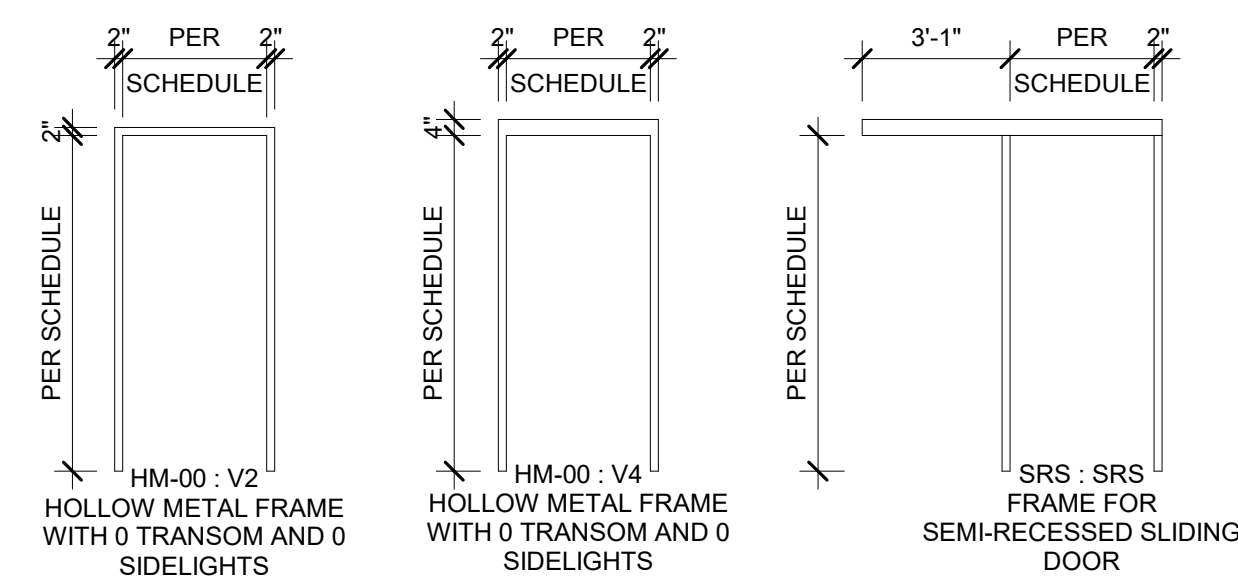 2" PER 2"
SCHEDULE
2"
PER SCHEDULE
HM-00 : V2
HOLLOW METAL FRAME
WITH 0 TRANSOM AND 0
SIDELIGHTS
2" PER 2"
SCHEDULE
4"
PER SCHEDULE
HM-00 : V4
HOLLOW METAL FRAME
WITH 0 TRANSOM AND 0
SIDELIGHTS
3'-1" PER 2"
SCHEDULE
PER SCHEDULE
SRS : SRS
FRAME FOR
SEMI-RECESSED SLIDING
DOOR